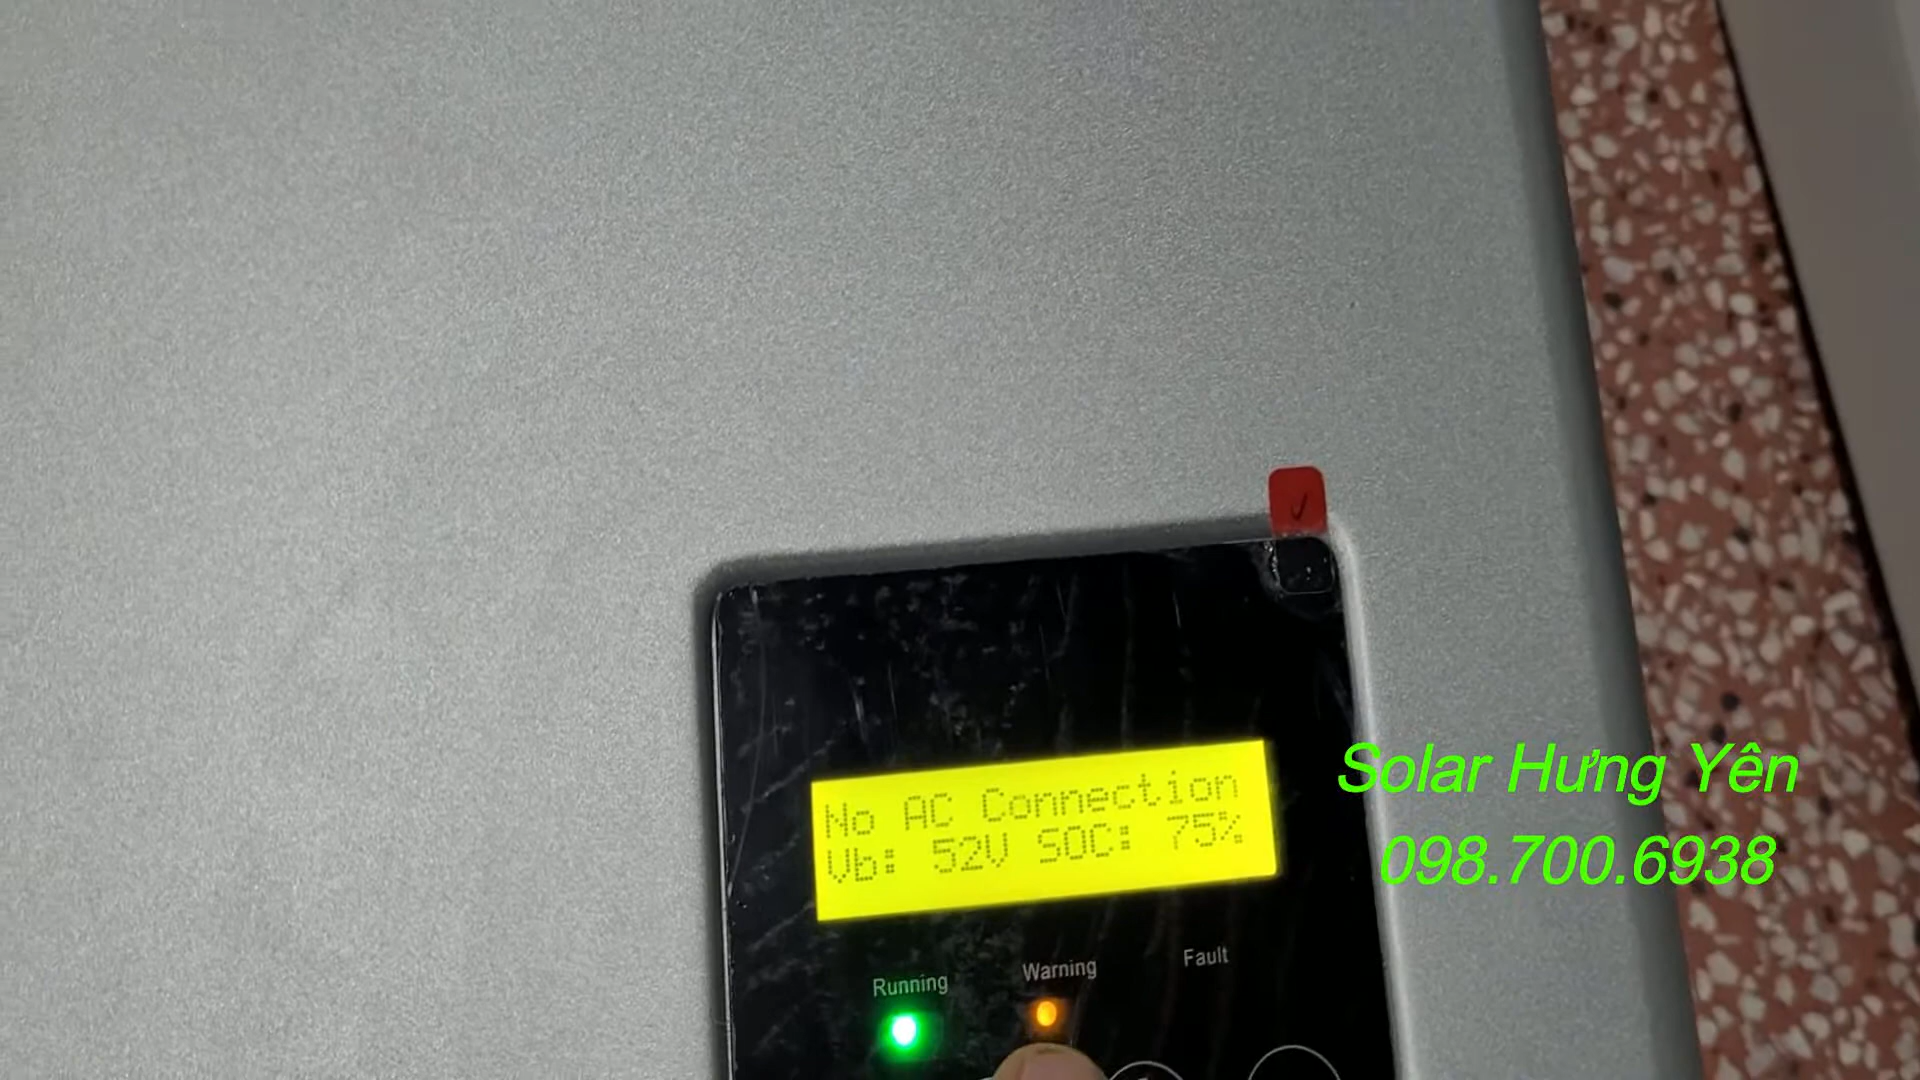 No AC Connection
Vb: 52V SOC: 75%
Running
Warning
Fault
Solar Hưng Yên
098.700.6938